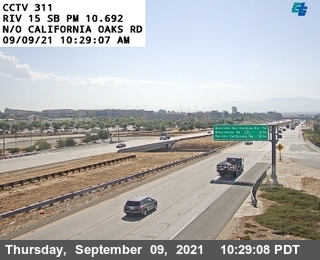 CCTV 311
RIV 15 SB PM 10.692
N/O CALIFORNIA OAKS RD
09/09/21 10:29:07 AM
Thursday, September 09, 2021 10:29:08 PDT